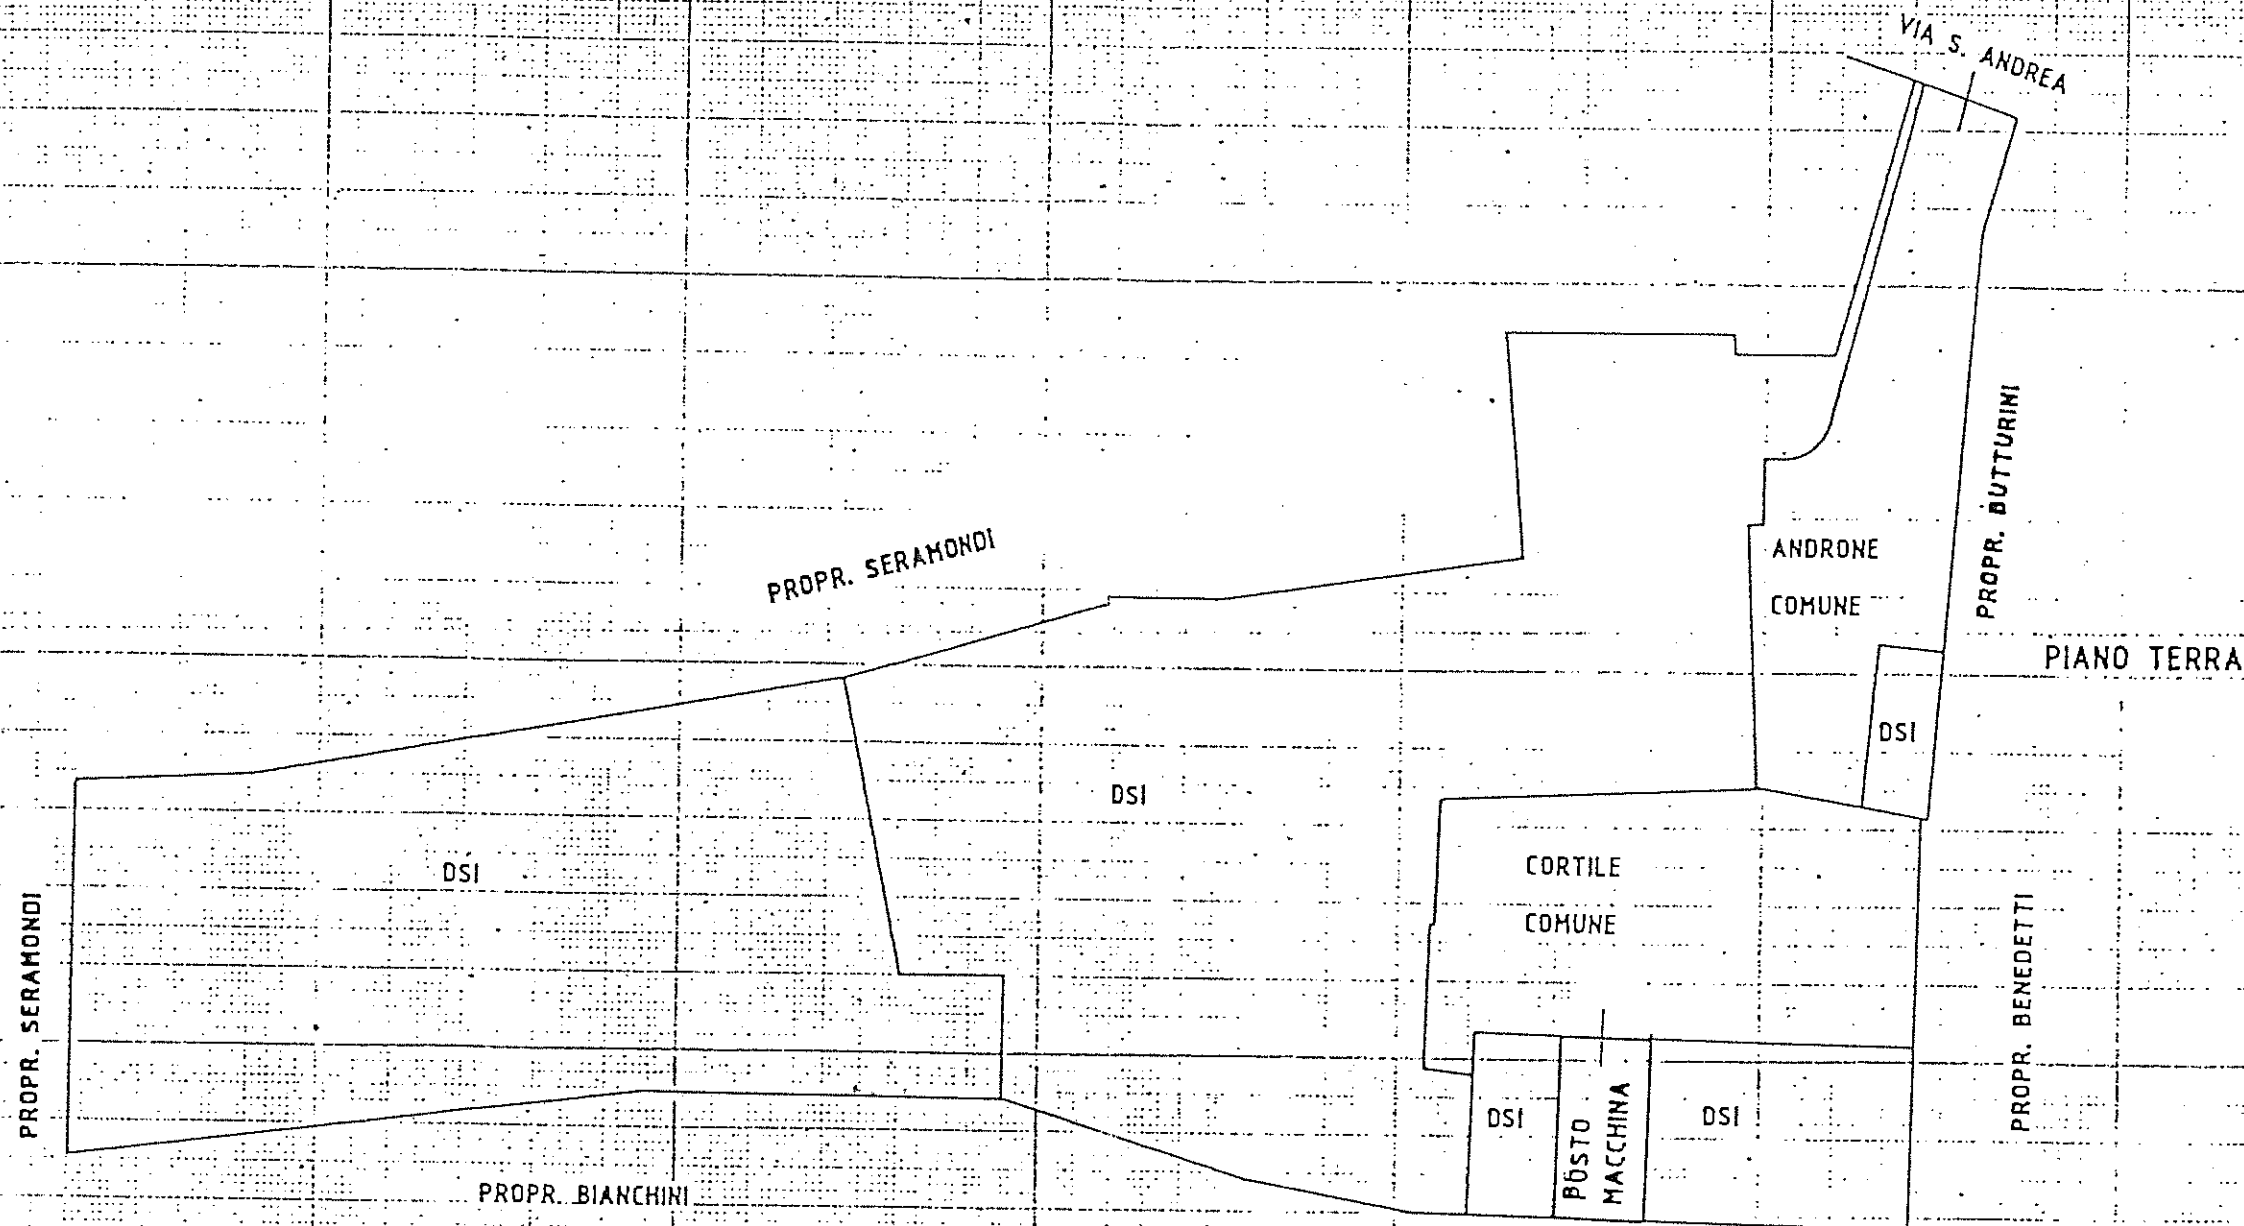 VIA S. ANDREA
PROPR. BUTTURINI
PROPR. SERAMONDI
ANDRONE
COMUNE
PIANO TERRA
DSI
DSI
DSI
CORTILE
COMUNE
PROPR. SERAMONDI
PROPR. BENEDETTI
DSI
POSTO
MACCHINA
DSI
PROPR. BIANCHINI